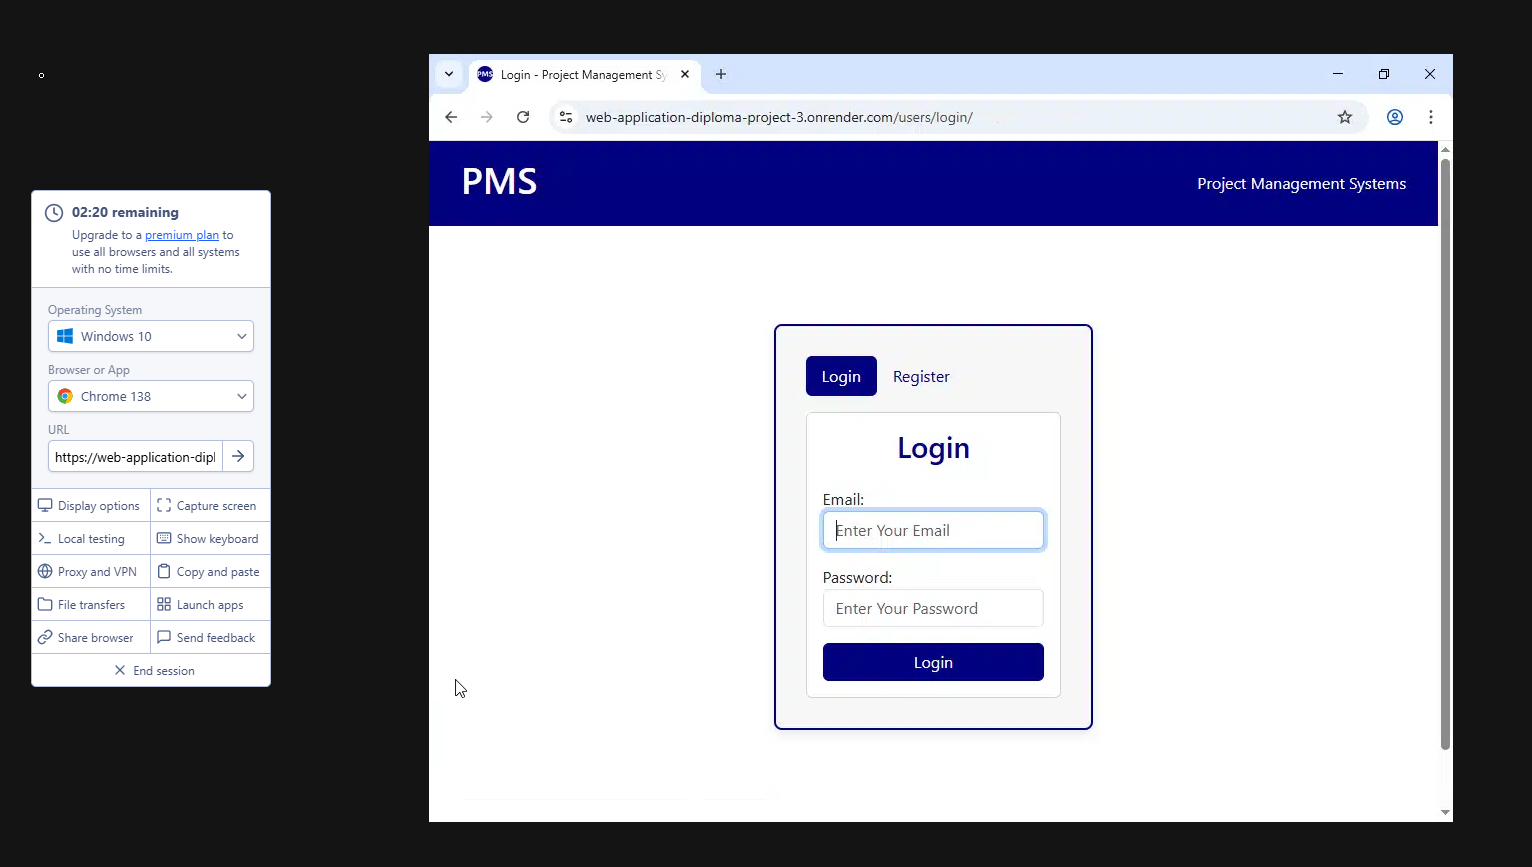 02:20 remaining
Upgrade to a premium plan to
use all browsers and all systems
with no time limits.
Operating System
Windows 10
Browser or App
Chrome 138
URL
https://web-application-dipl
Display options
Capture screen
Local testing
Show keyboard
Proxy and VPN
Copy and paste
File transfers
Launch apps
Share browser
Send feedback
End session
PMS
Login - Project Management Sy
web-application-diploma-project-3.onrender.com/users/login/
PMS
Project Management Systems
Login
Register
Login
Email:
Enter Your Email
Password:
Enter Your Password
Login